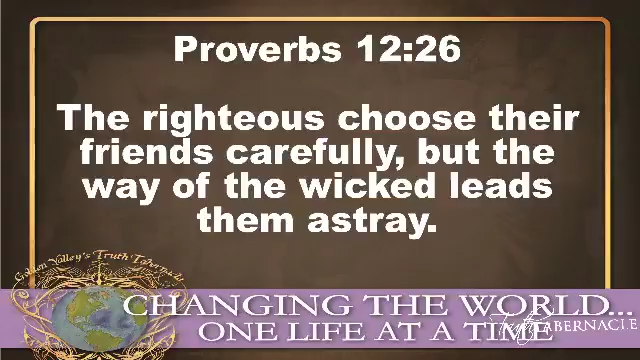 Proverbs 12:26
The righteous choose their
friends carefully, but the
way of the wicked leads
them astray.
Golden Valley's Truth Tabernacle
CHANGING THE WORLD...
ONE LIFE AT A TIME
Truth TABERNACLE